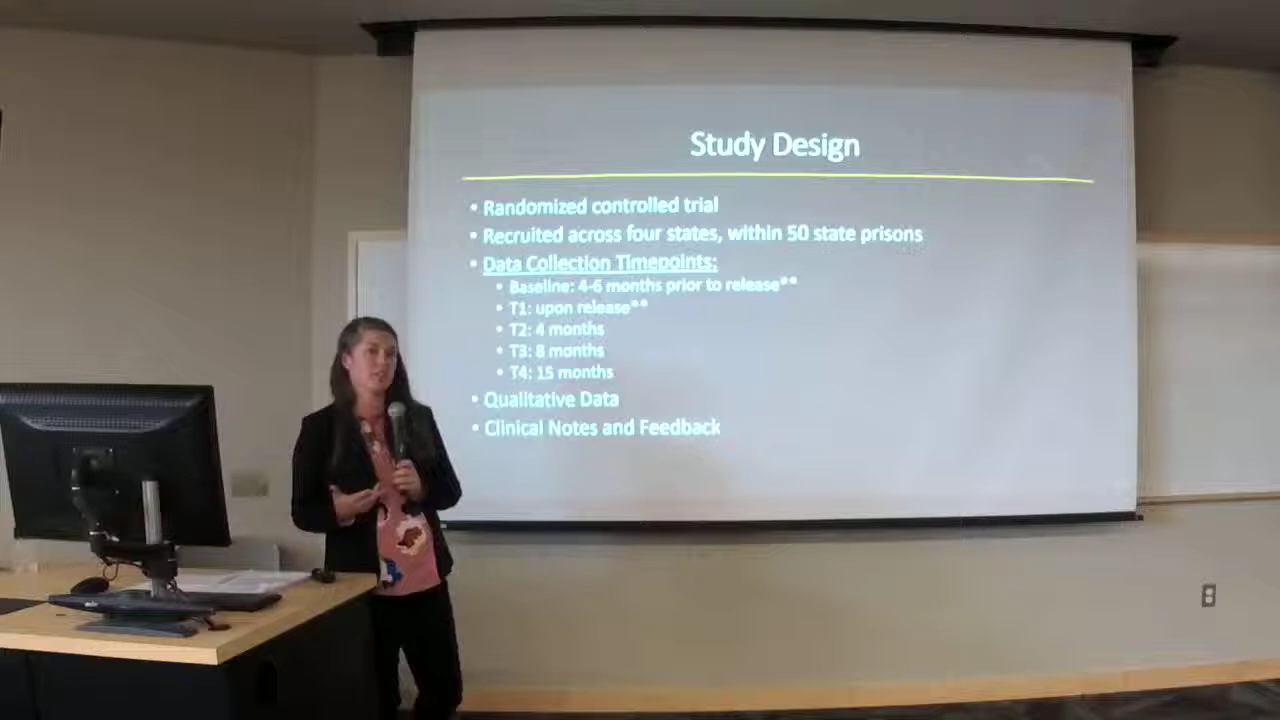 Study Design
• Randomized controlled trial
• Recruited across four states, within 50 state prisons
• Data Collection Timepoints:
• Baseline: 4-6 months prior to release**
• T1: upon release**
• T2: 4 months
• T3: 8 months
• T4: 15 months
• Qualitative Data
• Clinical Notes and Feedback